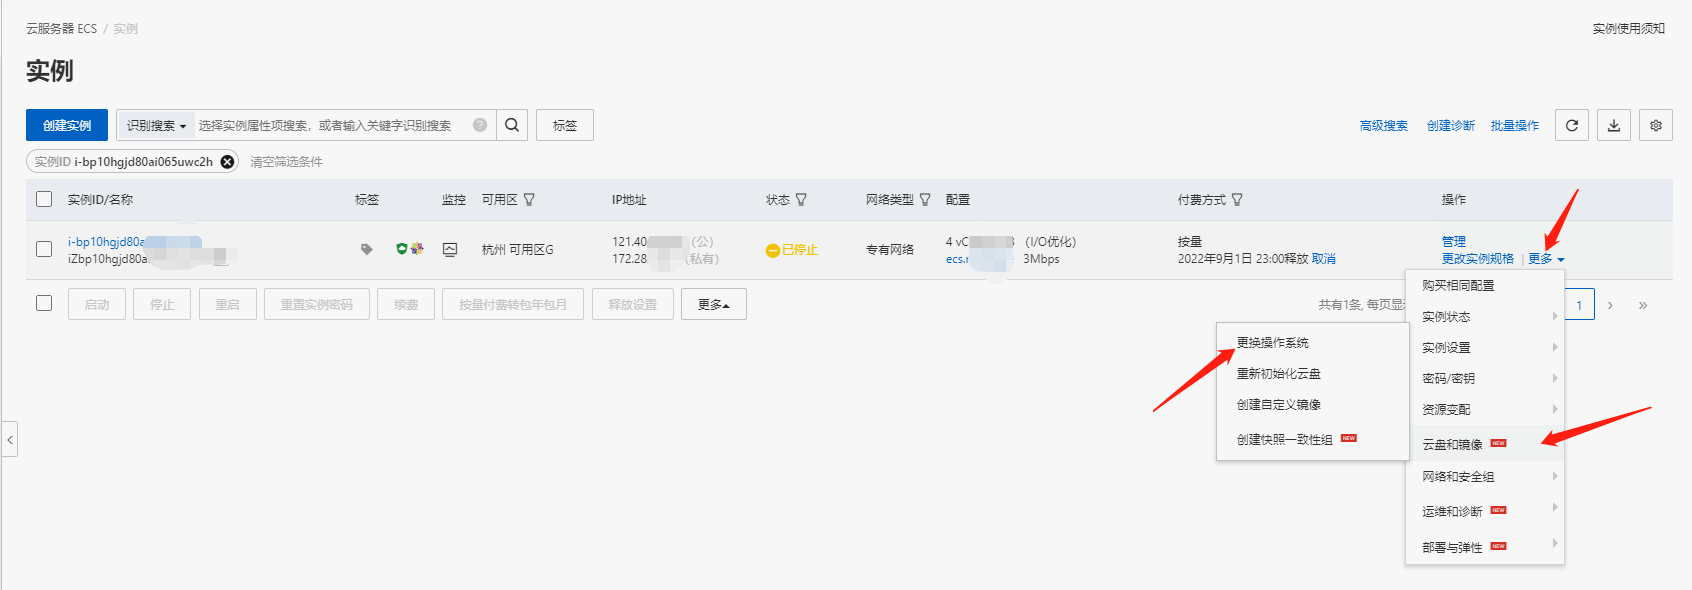 云服务器 ECS / 实例
实例使用须知
实例
创建实例
识别搜索
选择实例属性项搜索，或者输入关键字识别搜索
标签
高级搜索
创建诊断
批量操作
实例ID i-bp10hgjd80ai065uwc2h
清空筛选条件
实例ID/名称
标签
监控
可用区
IP地址
状态
网络类型
配置
付费方式
操作
i-bp10hgjd80a
iZbp10hgjd80a
杭州 可用区G
121.40 (公)
172.28 (私有)
已停止
专有网络
4 vC (I/O优化)
ecs. 3Mbps
按量
2022年9月1日 23:00释放 取消
管理
更改实例规格 | 更多
启动
停止
重启
重置实例密码
续费
按量付费转包年包月
释放设置
更多
共有1条, 每页显
1
购买相同配置
实例状态
实例设置
密码/密钥
资源变配
云盘和镜像 NEW
网络和安全组
运维和诊断 NEW
部署与弹性 NEW
更换操作系统
重新初始化云盘
创建自定义镜像
创建快照一致性组 NEW